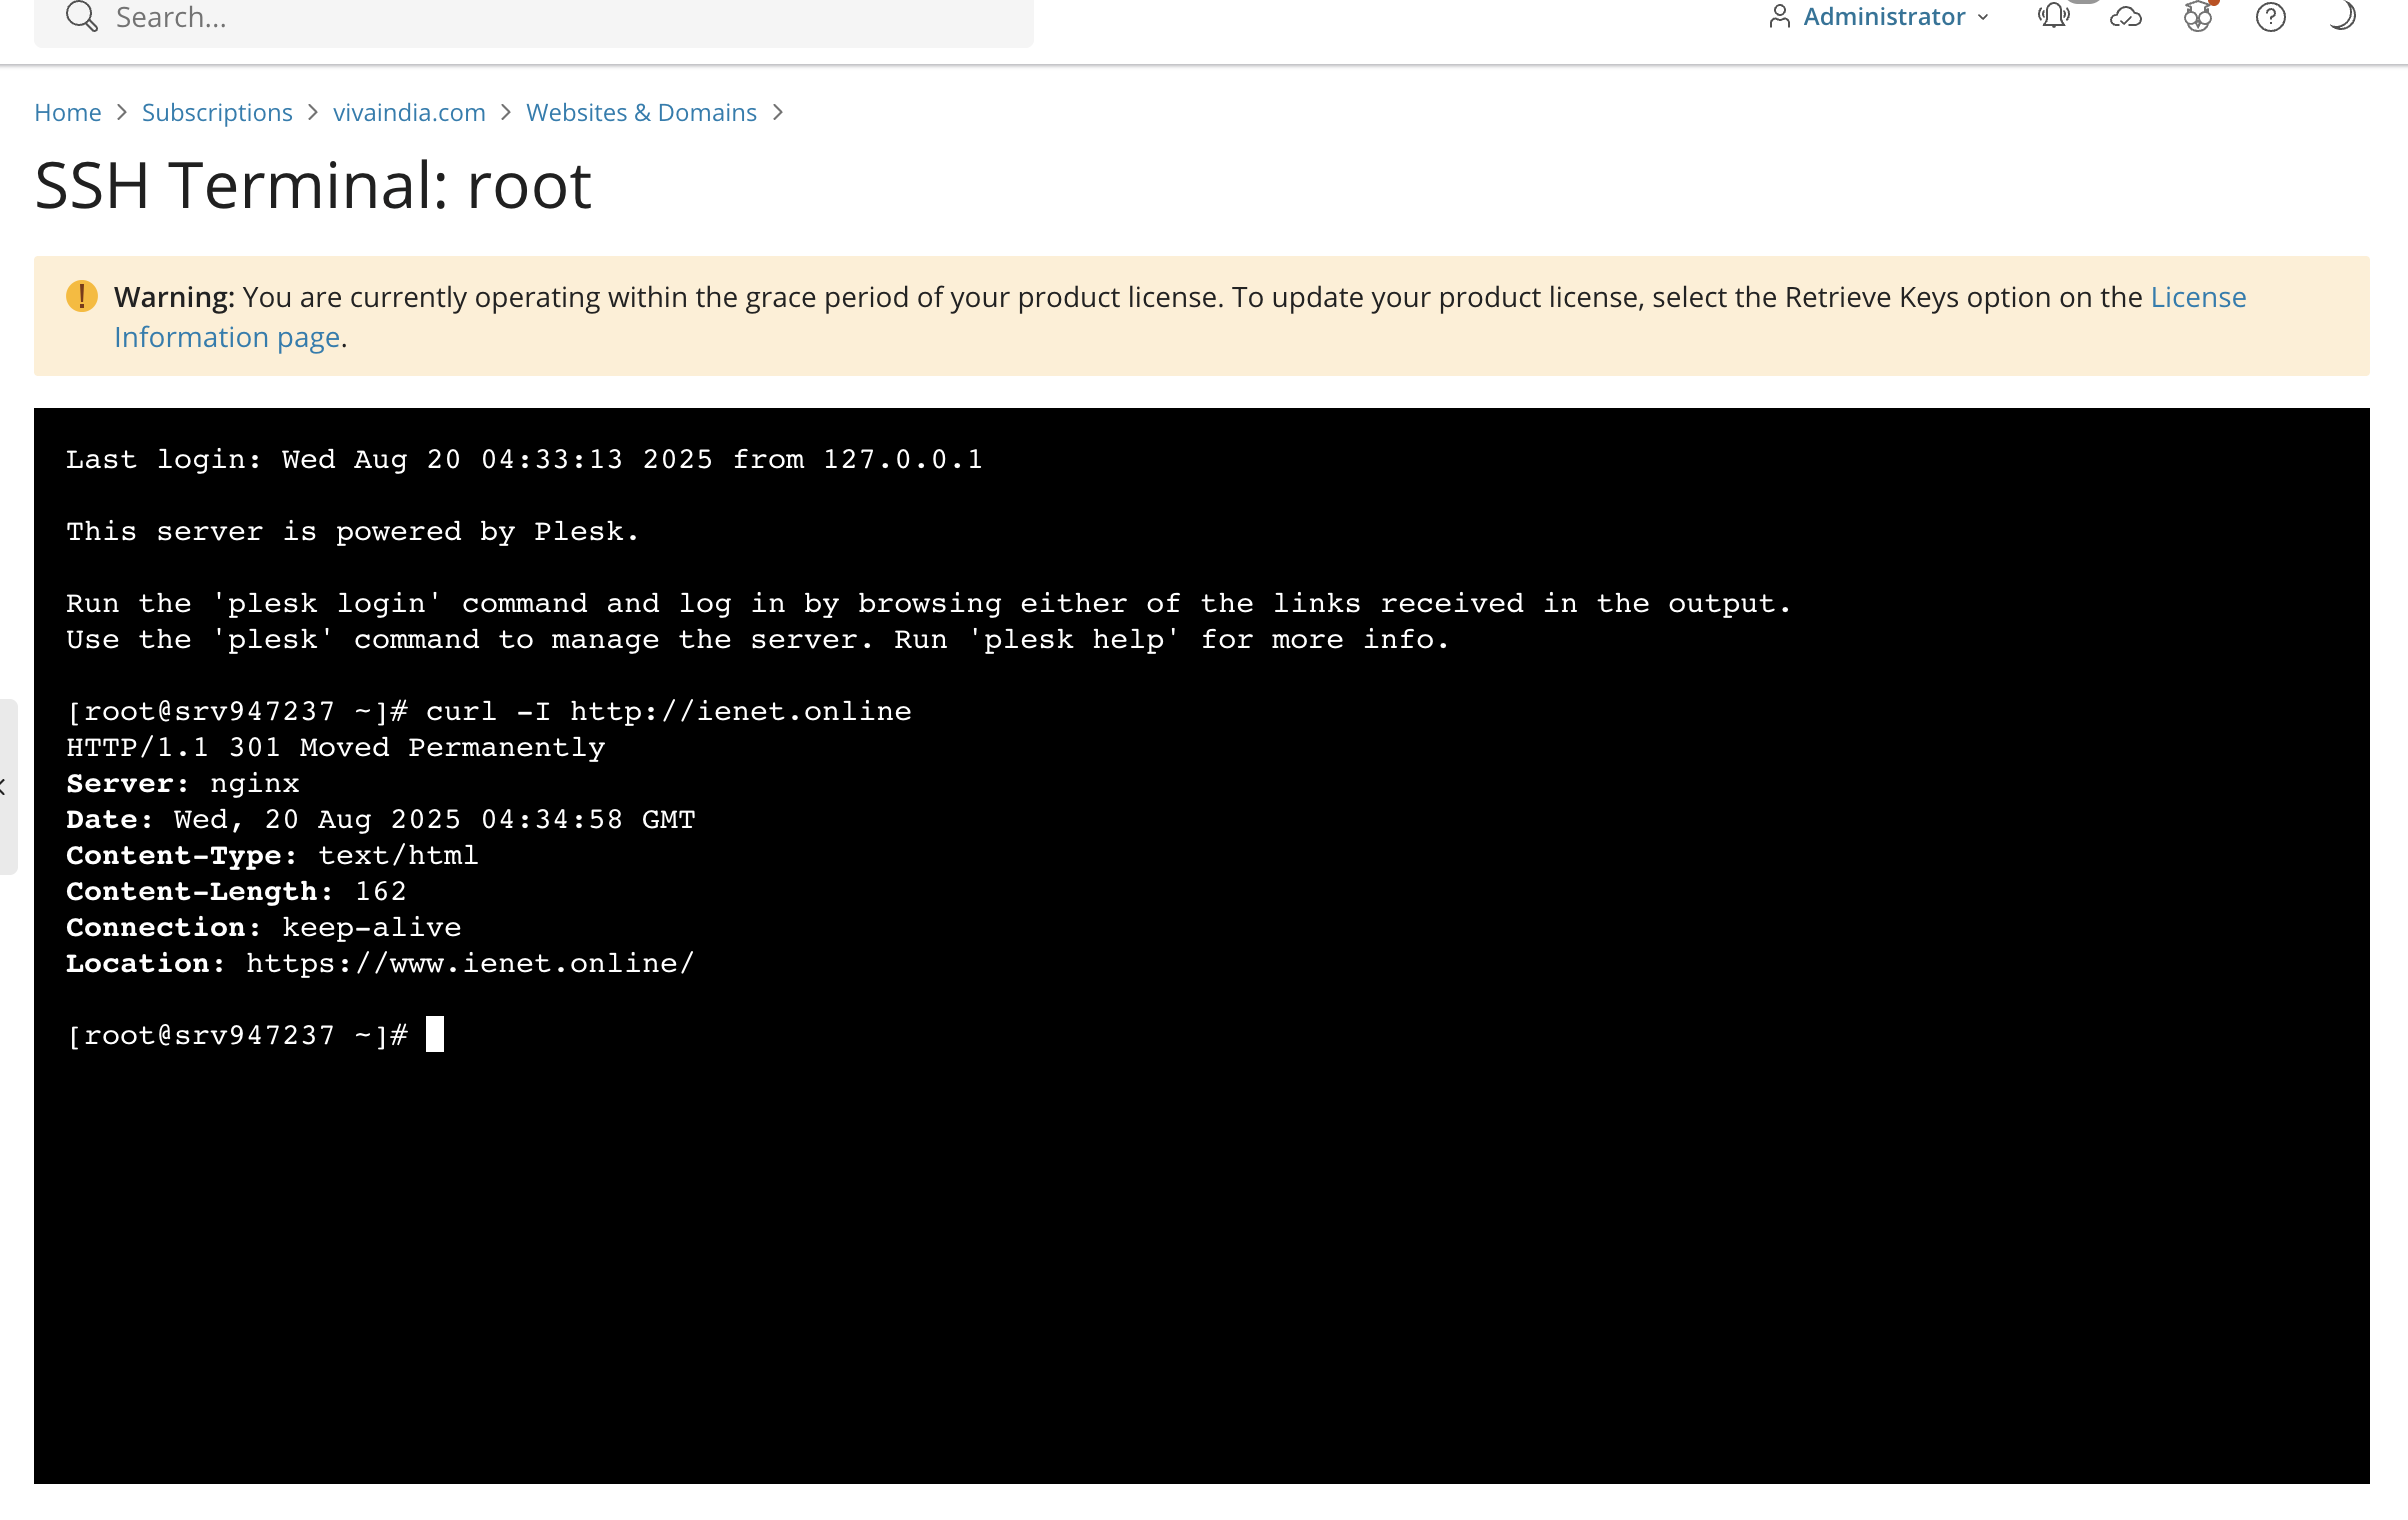 Search...
Administrator
Home > Subscriptions > vivaindia.com > Websites & Domains >
SSH Terminal: root
Warning: You are currently operating within the grace period of your product license. To update your product license, select the Retrieve Keys option on the License
Information page.
Last login: Wed Aug 20 04:33:13 2025 from 127.0.0.1
This server is powered by Plesk.
Run the 'plesk login' command and log in by browsing either of the links received in the output.
Use the 'plesk' command to manage the server. Run 'plesk help' for more info.
[root@srv947237 ~]# curl -I http://ienet.online
HTTP/1.1 301 Moved Permanently
Server: nginx
Date: Wed, 20 Aug 2025 04:34:58 GMT
Content-Type: text/html
Content-Length: 162
Connection: keep-alive
Location: https://www.ienet.online/
[root@srv947237 ~]#